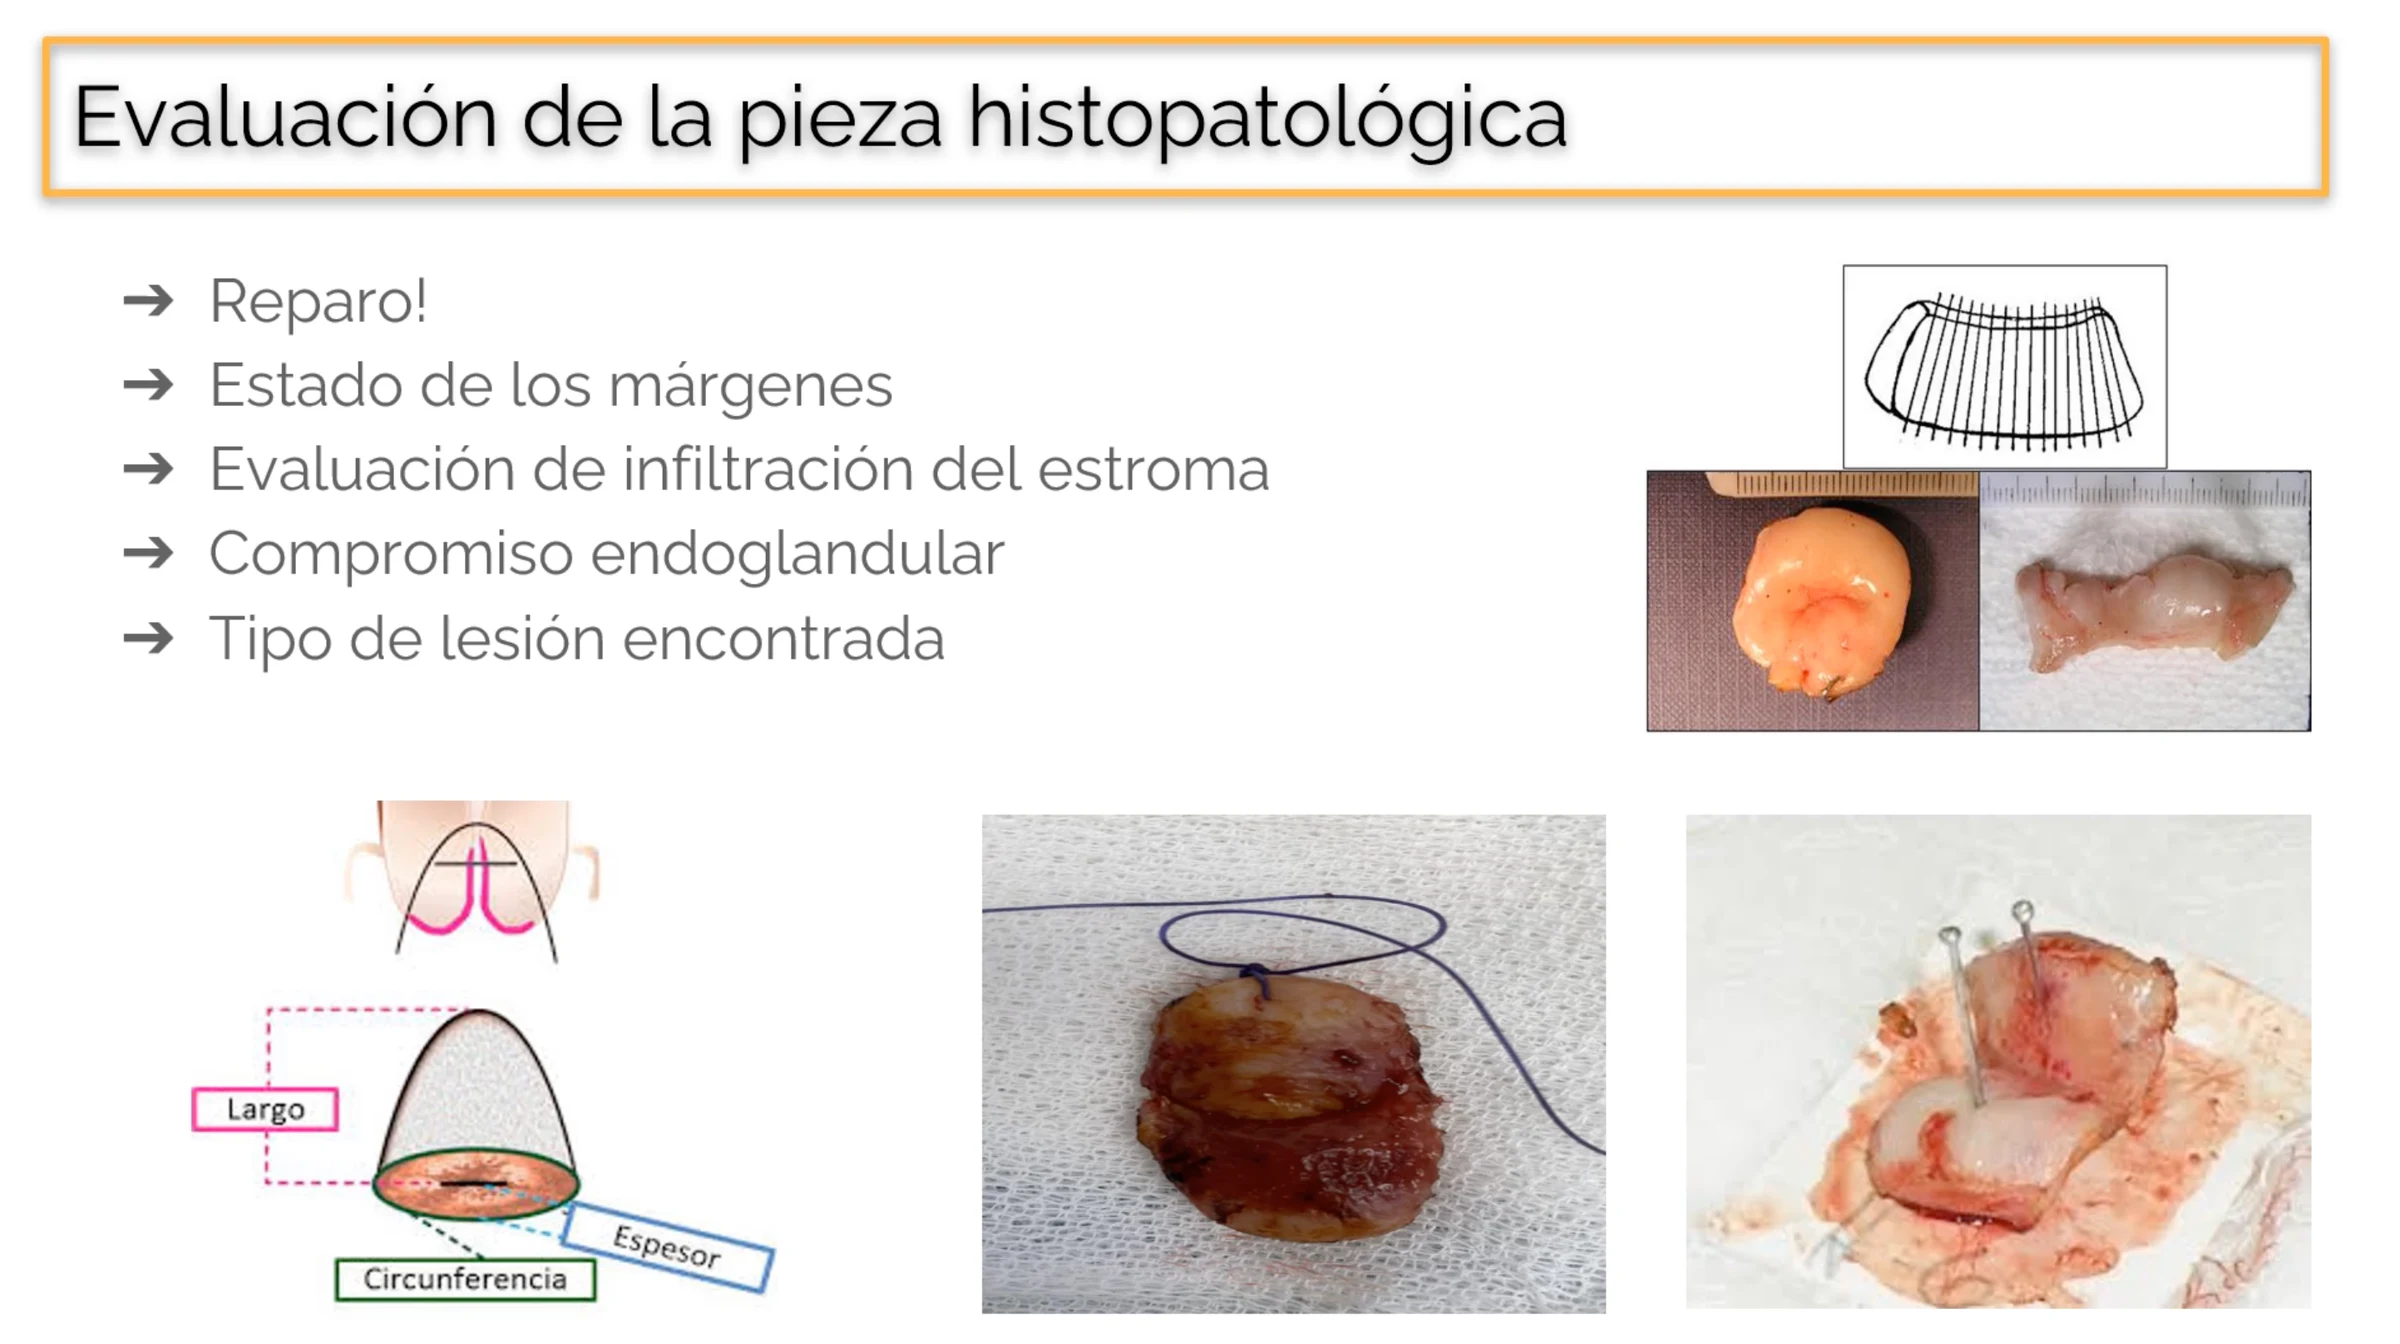 Evaluación de la pieza histopatológica
➔ Reparo!
➔ Estado de los márgenes
➔ Evaluación de infiltración del estroma
➔ Compromiso endoglandular
➔ Tipo de lesión encontrada
Largo
Espesor
Circunferencia